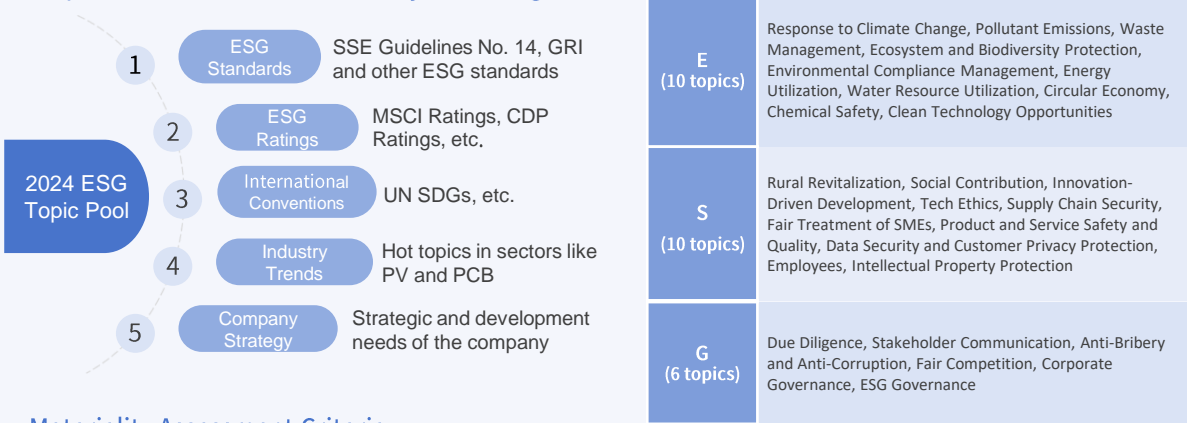 2024 ESG
Topic Pool
1
ESG
Standards
SSE Guidelines No. 14, GRI
and other ESG standards
2
ESG
Ratings
MSCI Ratings, CDP
Ratings, etc.
3
International
Conventions
UN SDGs, etc.
4
Industry
Trends
Hot topics in sectors like
PV and PCB
5
Company
Strategy
Strategic and development
needs of the company
E
(10 topics)
Response to Climate Change, Pollutant Emissions, Waste
Management, Ecosystem and Biodiversity Protection,
Environmental Compliance Management, Energy
Utilization, Water Resource Utilization, Circular Economy,
Chemical Safety, Clean Technology Opportunities
S
(10 topics)
Rural Revitalization, Social Contribution, Innovation-
Driven Development, Tech Ethics, Supply Chain Security,
Fair Treatment of SMEs, Product and Service Safety and
Quality, Data Security and Customer Privacy Protection,
Employees, Intellectual Property Protection
G
(6 topics)
Due Diligence, Stakeholder Communication, Anti-Bribery
and Anti-Corruption, Fair Competition, Corporate
Governance, ESG Governance
Materiality Assessment Criteria